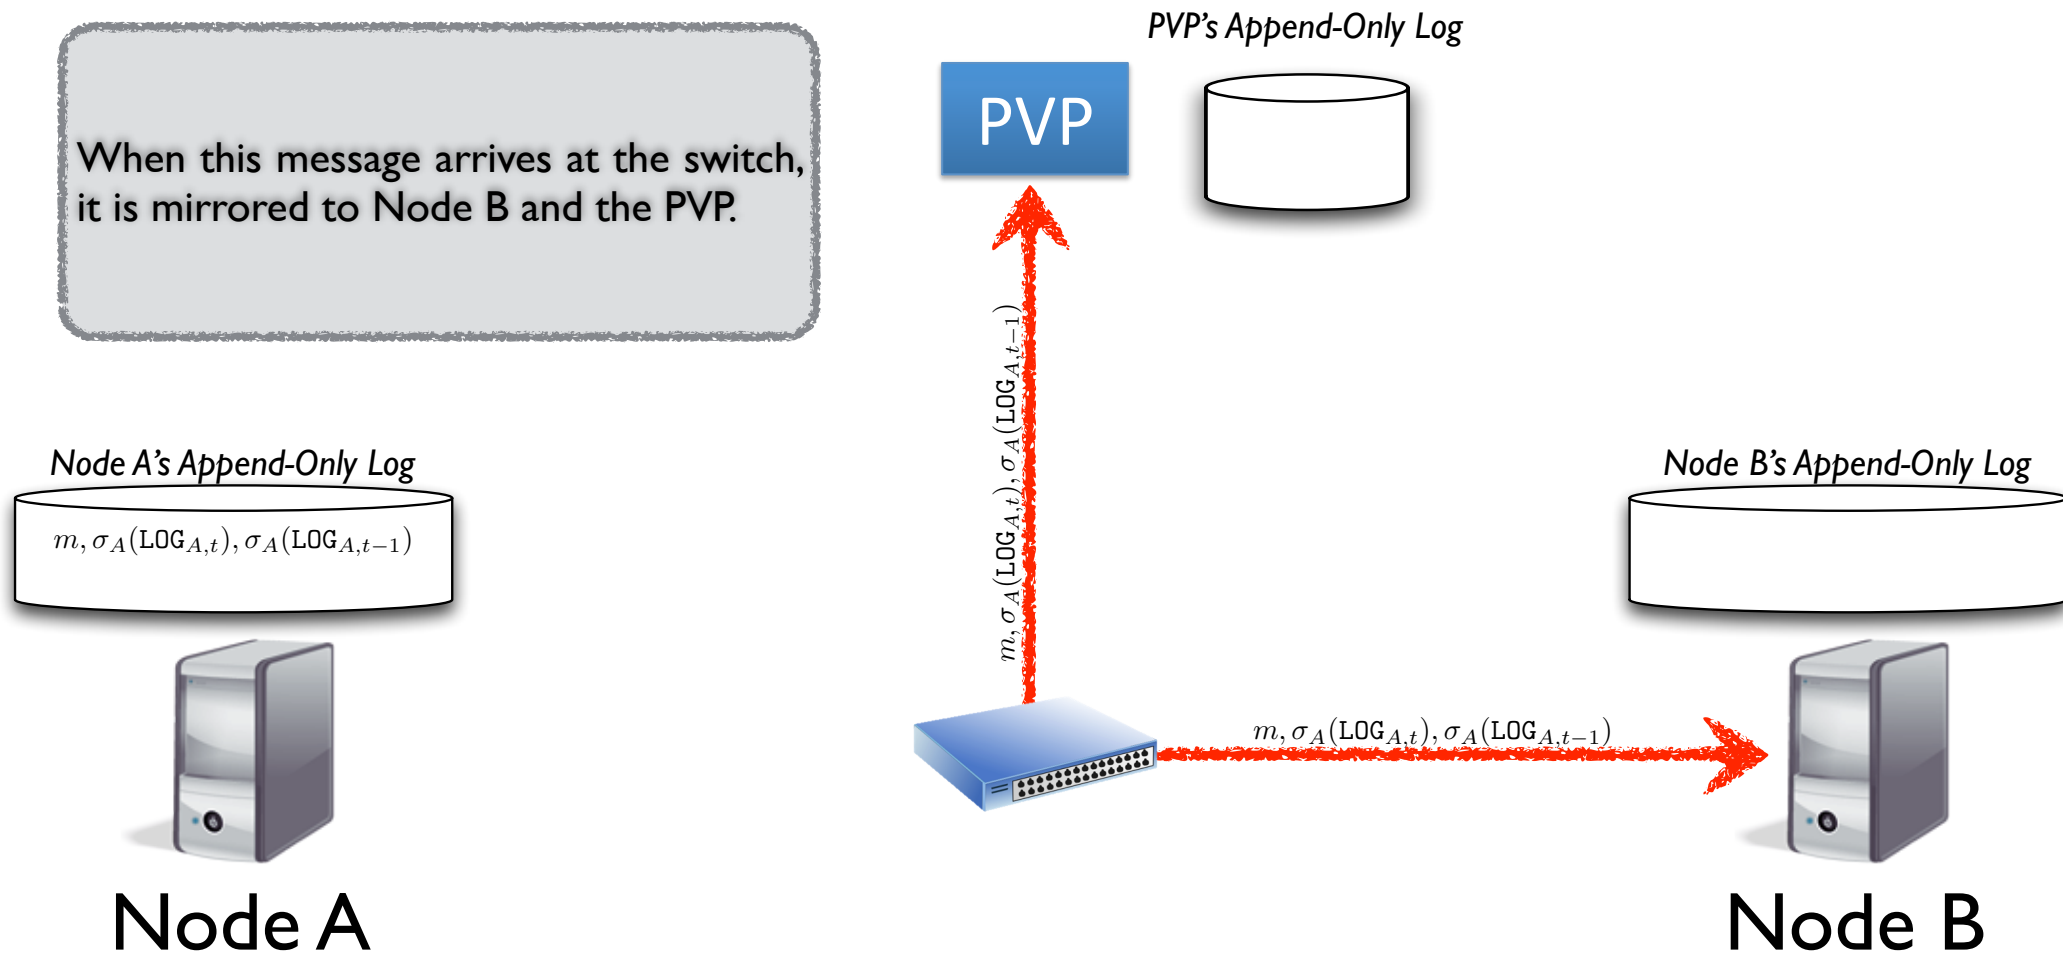 PVP's Append-Only Log
PVP
When this message arrives at the switch,
it is mirrored to Node B and the PVP.
m, σ_A(LOG_{A,t}), σ_A(LOG_{A,t−1})
Node A's Append-Only Log
m, σ_A(LOG_{A,t}), σ_A(LOG_{A,t−1})
Node B's Append-Only Log
m, σ_A(LOG_{A,t}), σ_A(LOG_{A,t−1})
Node A
Node B